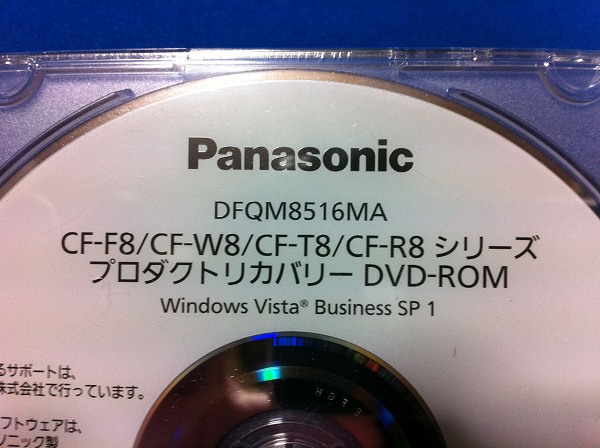 Panasonic
DFQM8516MA
CF-F8/CF-W8/CF-T8/CF-R8 シリーズ
プロダクトリカバリー DVD-ROM
Windows Vista® Business SP 1
るサポートは、
株式会社で行っています。
フトウェアは、
ソニック製